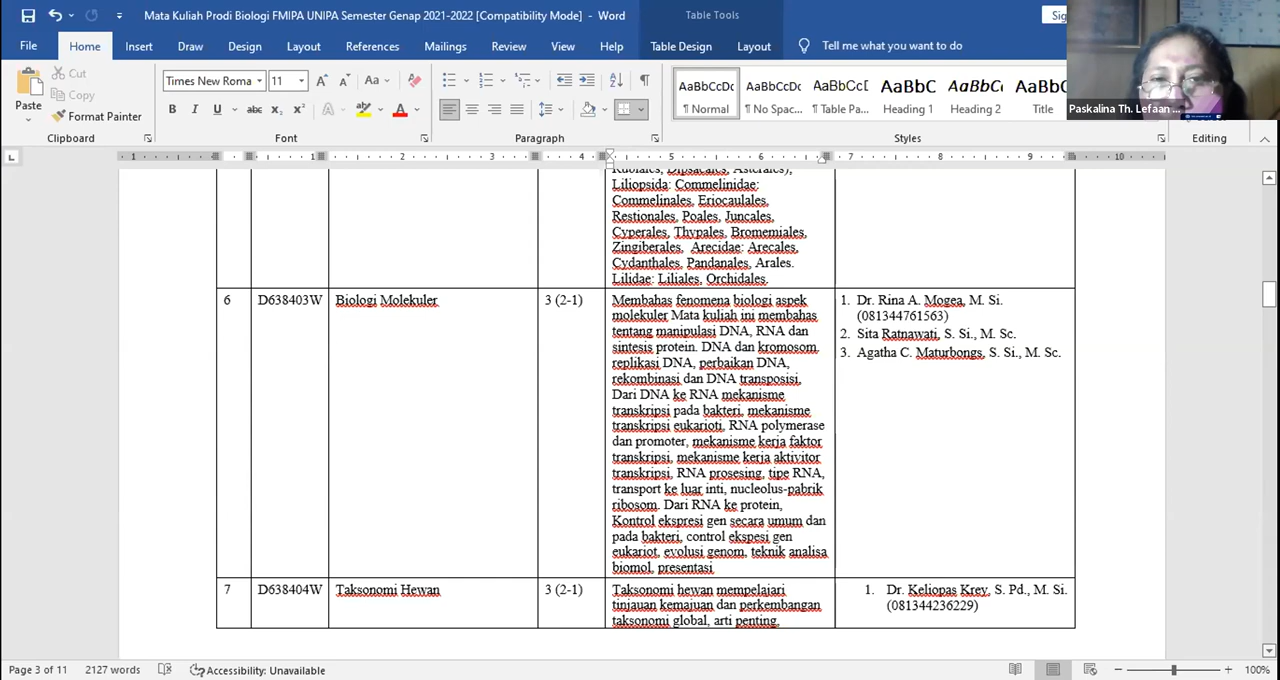 Mata Kuliah Prodi Biologi FMIPA UNIPA Semester Genap 2021-2022 [Compatibility Mode] - Word
Table Tools
File Home Insert Draw Design Layout References Mailings Review View Help Table Design Layout Tell me what you want to do
Paste
Cut
Copy
Format Painter
Clipboard
Times New Roma 11
Font
Paragraph
AaBbCcDc AaBbCcDc AaBbCcDd AaBbC AaBbCc
¶ Normal ¶ No Spac... ¶ Table Pa... Heading 1 Heading 2 Title
Styles
Editing
Paskalina Th. Lefaan ...
Rubiales, Dipsacales, Asterales),
Liliopsida: Commelinidae:
Commelinales, Eriocaulales,
Restionales, Poales, Juncales,
Cyperales, Thypales, Bromemiales,
Zingiberales, Arecidae: Arecales,
Cydanthales, Pandanales, Arales.
Lilidae: Liliales, Orchidales.
6 D638403W Biologi Molekuler 3 (2-1)
Membahas fenomena biologi aspek
molekuler Mata kuliah ini membahas
tentang manipulasi DNA, RNA dan
sintesis protein. DNA dan kromosom,
replikasi DNA, perbaikan DNA,
rekombinasi dan DNA transposisi,
Dari DNA ke RNA mekanisme
transkripsi pada bakteri, mekanisme
transkripsi eukarioti, RNA polymerase
dan promoter, mekanisme kerja faktor
transkripsi, mekanisme kerja aktivitor
transkripsi, RNA prosesing, tipe RNA,
transport ke luar inti, nucleolus-pabrik
ribosom. Dari RNA ke protein,
Kontrol ekspresi gen secara umum dan
pada bakteri, control ekspesi gen
eukariot, evolusi genom, teknik analisa
biomol, presentasi
1. Dr. Rina A. Mogea, M. Si.
(081344761563)
2. Sita Ratnawati, S. Si., M. Sc.
3. Agatha C. Maturbongs, S. Si., M. Sc.
7 D638404W Taksonomi Hewan 3 (2-1)
Taksonomi hewan mempelajari
tinjauan kemajuan dan perkembangan
taksonomi global, arti penting,
1. Dr. Keliopas Krey, S. Pd., M. Si.
(081344236229)
Page 3 of 11 2127 words Accessibility: Unavailable 100%